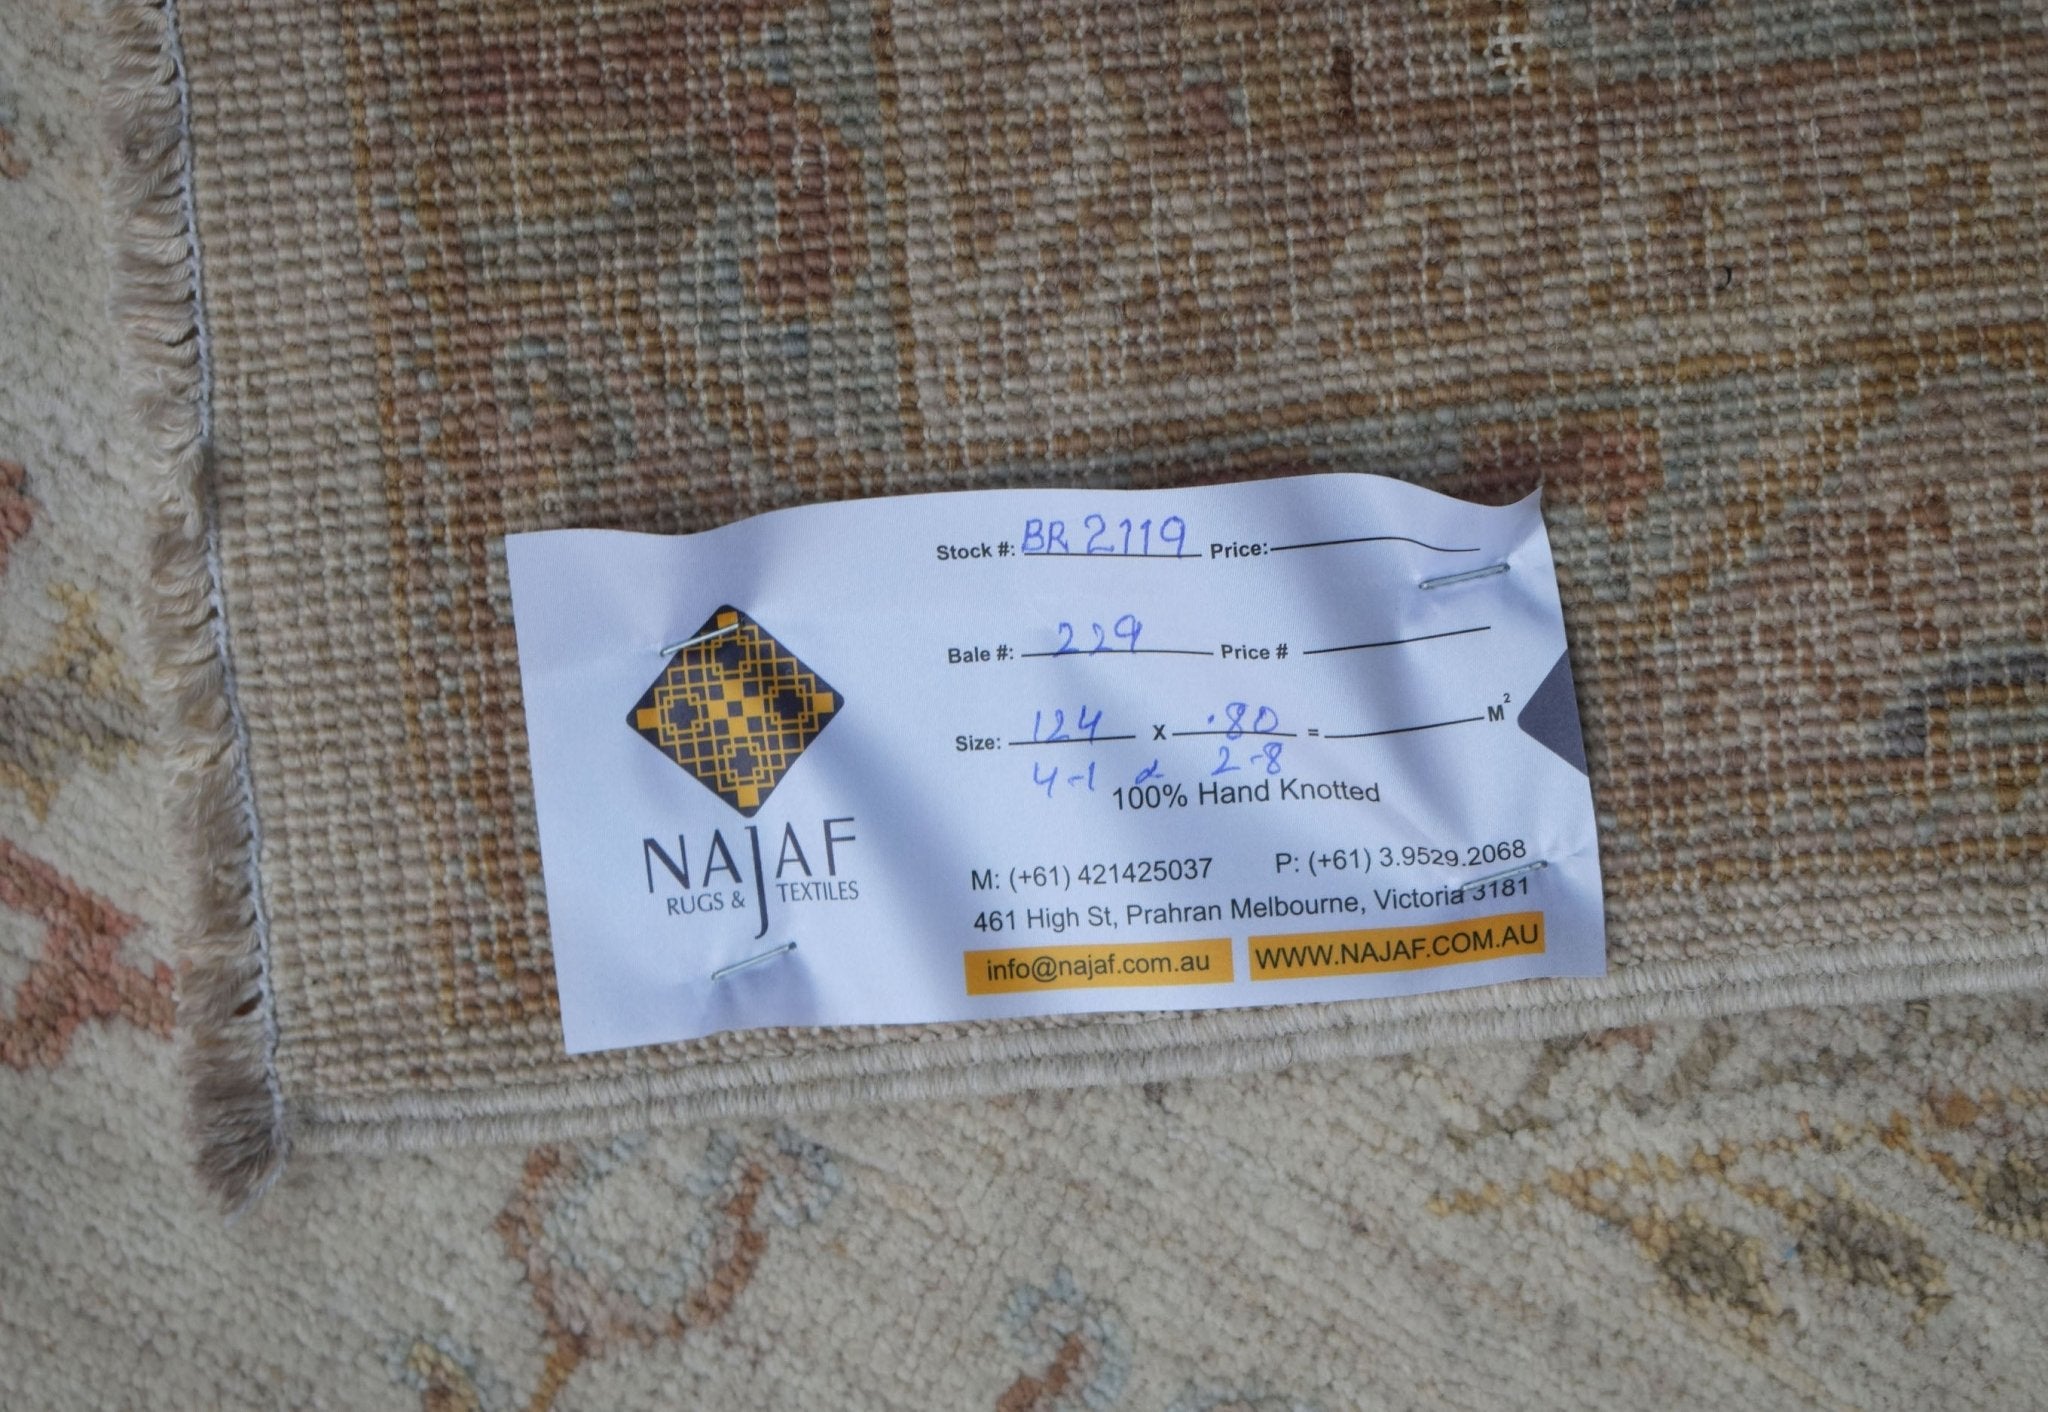 Stock #: BR 2119 Price:
Bale #: 229 Price #
Size: 124 X .80 = M²
4-1 x 2-8
100% Hand Knotted
NAJAF
RUGS & TEXTILES
M: (+61) 421425037 P: (+61) 3.9529.2068
461 High St, Prahran Melbourne, Victoria 3181
info@najaf.com.au WWW.NAJAF.COM.AU